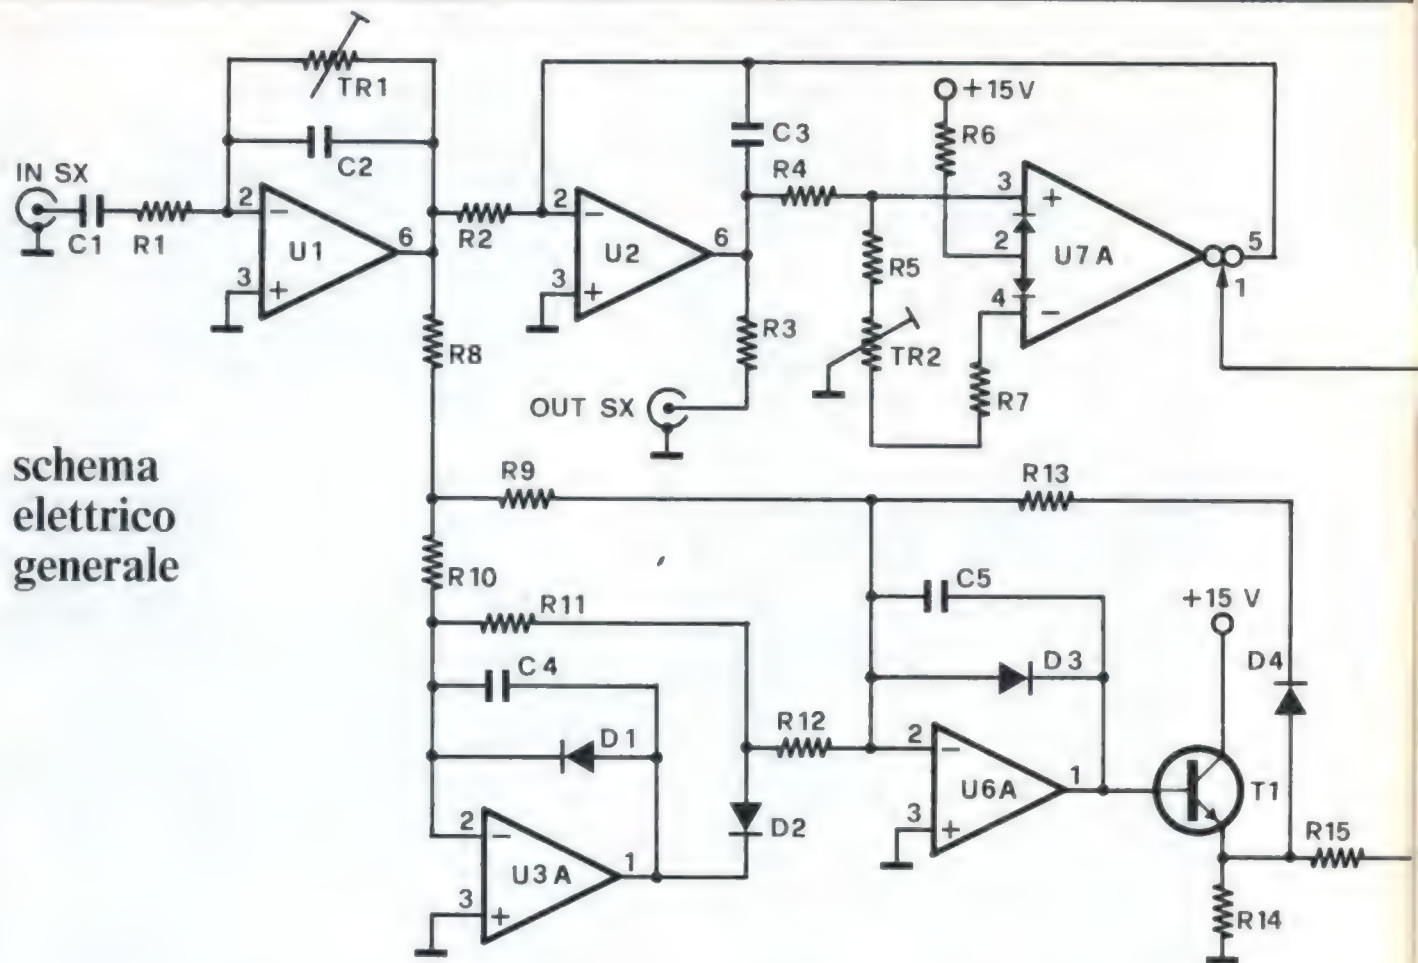 TR1
+15V
C3
R6
C2
IN SX
R4
3
+
2
-
2
-
C1
R1
6
R2
6
2
5
U1
U2
R5
U7A
3
+
3
+
4
-
1
R3
TR2
R8
R7
OUT SX
schema
elettrico
generale
R9
R13
R10
C5
R11
+15 V
C4
D3
D4
D1
R12
2
-
1
U6A
T1
2
-
D2
3
+
R15
1
U3A
3
+
R14